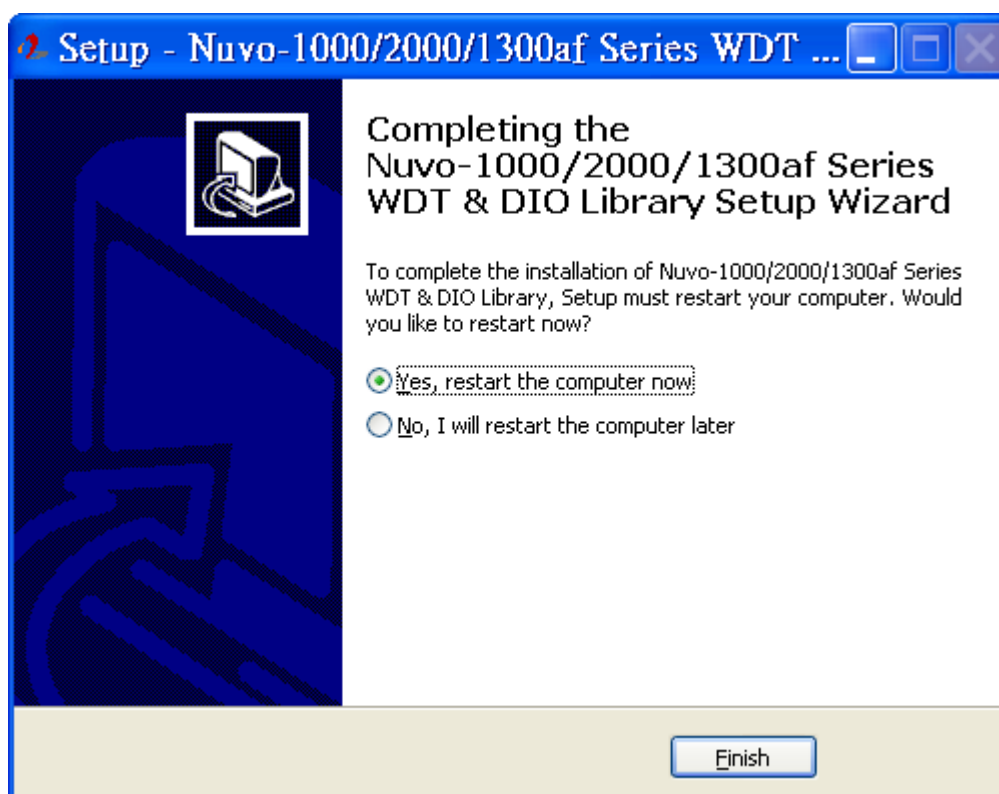 Setup - Nuvo-1000/2000/1300af Series WDT ...
Completing the
Nuvo-1000/2000/1300af Series
WDT & DIO Library Setup Wizard
To complete the installation of Nuvo-1000/2000/1300af Series
WDT & DIO Library, Setup must restart your computer. Would
you like to restart now?
Yes, restart the computer now
No, I will restart the computer later
Finish